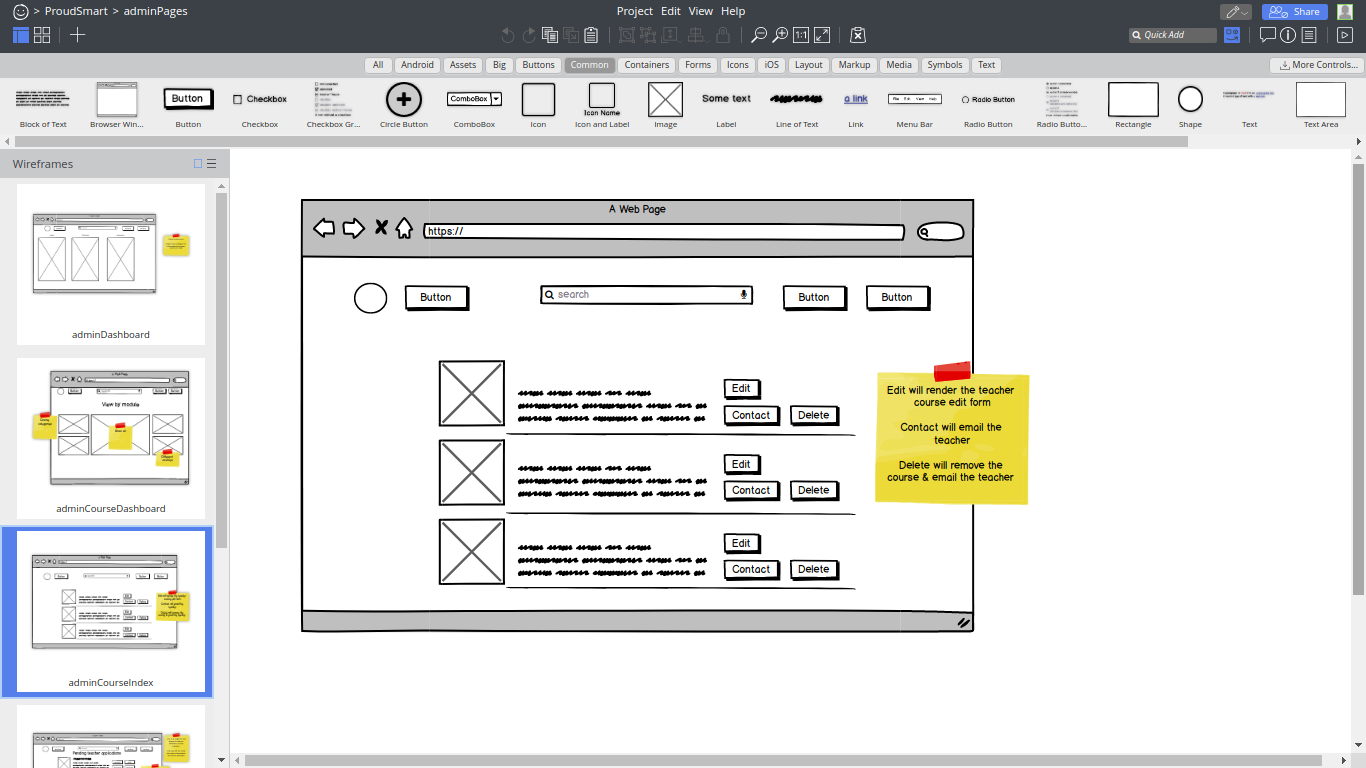 > ProudSmart > adminPages
Project Edit View Help
Share
1:1
Quick Add
All Android Assets Big Buttons Common Containers Forms Icons iOS Layout Markup Media Symbols Text
More Controls...
Button
Checkbox
ComboBox
Icon Name
Some text
a link
Radio Button
Block of Text
Browser Win...
Button
Checkbox
Checkbox Gr...
Circle Button
ComboBox
Icon
Icon and Label
Image
Label
Line of Text
Link
Menu Bar
Radio Button
Radio Butto...
Rectangle
Shape
Text
Text Area
Wireframes
adminDashboard
View by module
adminCourseDashboard
adminCourseIndex
Pending teacher applications
A Web Page
https://
Button
search
Button
Button
Edit
Contact Delete
Edit
Contact Delete
Edit
Contact Delete
Edit will render the teacher
course edit form
Contact will email the
teacher
Delete will remove the
course & email the teacher